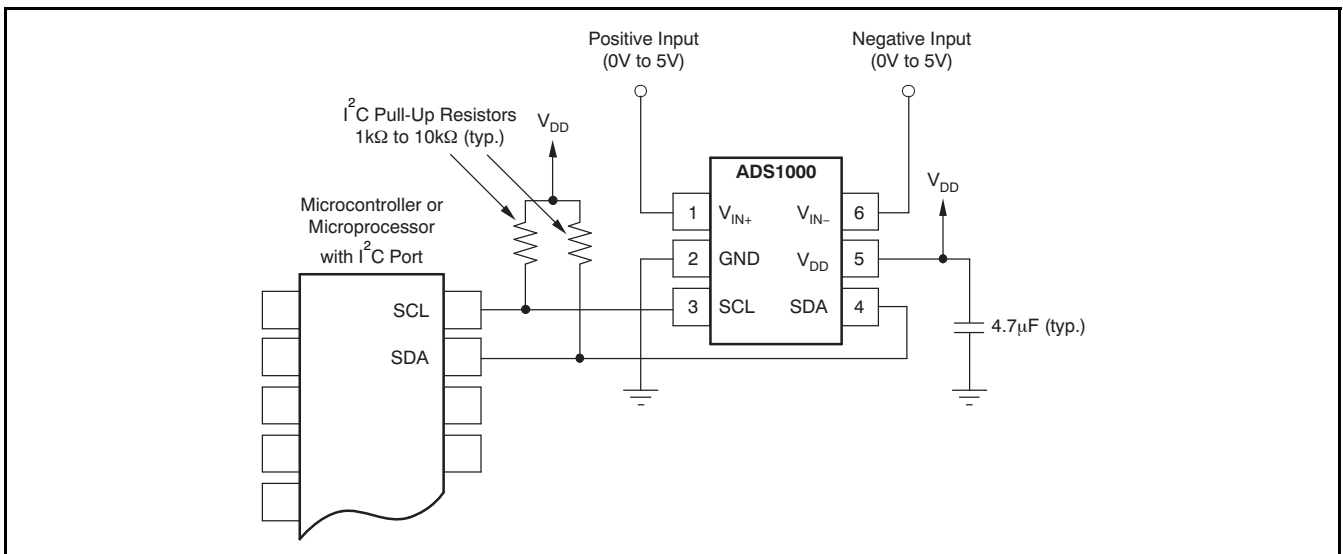 Positive Input
(0V to 5V)
Negative Input
(0V to 5V)
I²C Pull-Up Resistors
1kΩ to 10kΩ (typ.)
V_DD
Microcontroller or
Microprocessor
with I²C Port
SCL
SDA
ADS1000
1 V_IN+ V_IN− 6
2 GND V_DD 5
3 SCL SDA 4
V_DD
4.7μF (typ.)